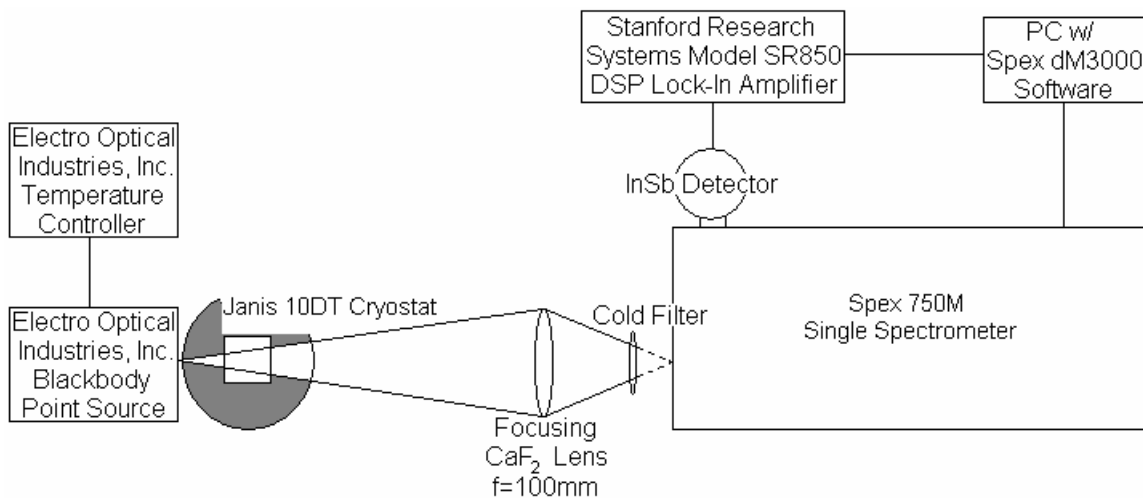 Stanford Research
Systems Model SR850
DSP Lock-In Amplifier
PC w/
Spex dM3000
Software
Electro Optical
Industries, Inc.
Temperature
Controller
InSb Detector
Electro Optical
Industries, Inc.
Blackbody
Point Source
Janis 10DT Cryostat
Cold Filter
Spex 750M
Single Spectrometer
Focusing
CaF2 Lens
f=100mm